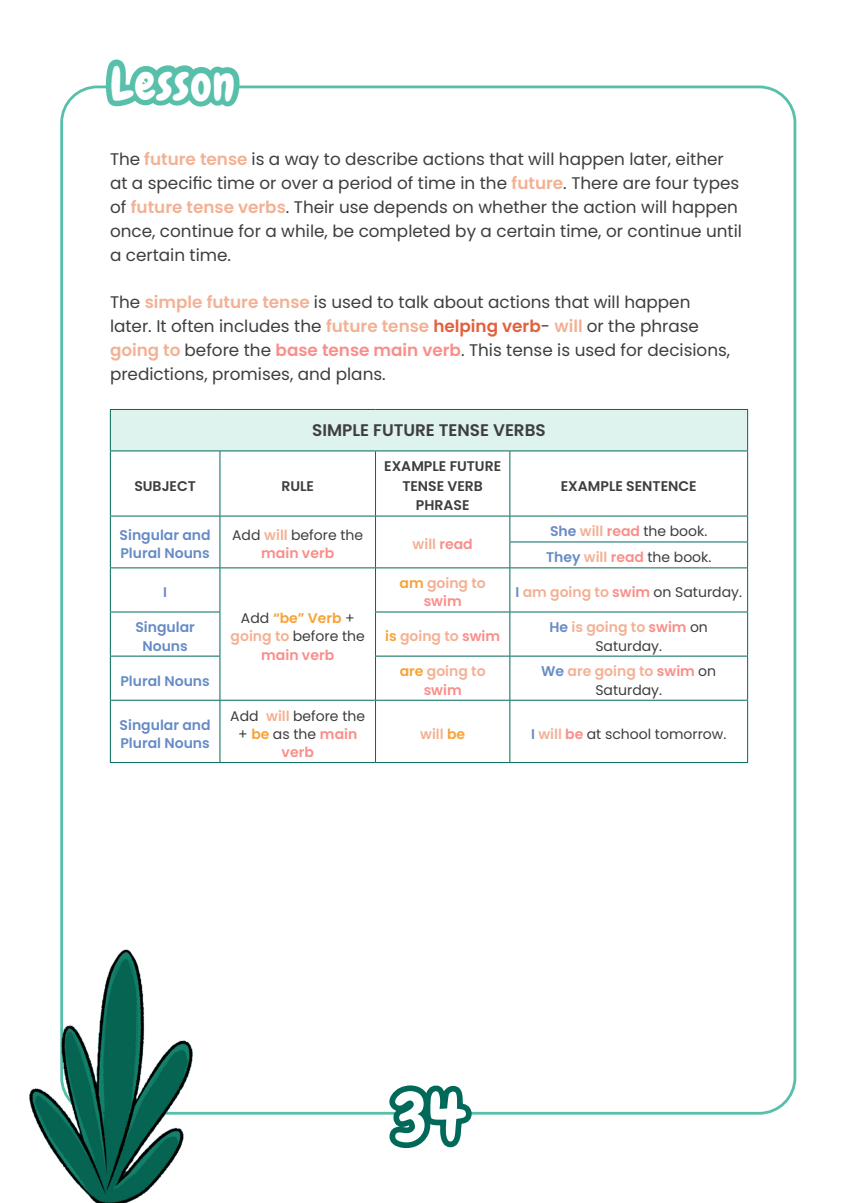 Lesson
The future tense is a way to describe actions that will happen later, either
at a specific time or over a period of time in the future. There are four types
of future tense verbs. Their use depends on whether the action will happen
once, continue for a while, be completed by a certain time, or continue until
a certain time.
The simple future tense is used to talk about actions that will happen
later. It often includes the future tense helping verb- will or the phrase
going to before the base tense main verb. This tense is used for decisions,
predictions, promises, and plans.
SIMPLE FUTURE TENSE VERBS
SUBJECT
RULE
EXAMPLE FUTURE
TENSE VERB
PHRASE
EXAMPLE SENTENCE
Singular and
Plural Nouns
Add will before the
main verb
will read
She will read the book.
They will read the book.
I
Add “be” Verb +
going to before the
main verb
am going to
swim
I am going to swim on Saturday.
Singular
Nouns
is going to swim
He is going to swim on
Saturday.
Plural Nouns
are going to
swim
We are going to swim on
Saturday.
Singular and
Plural Nouns
Add will before the
+ be as the main
verb
will be
I will be at school tomorrow.
34